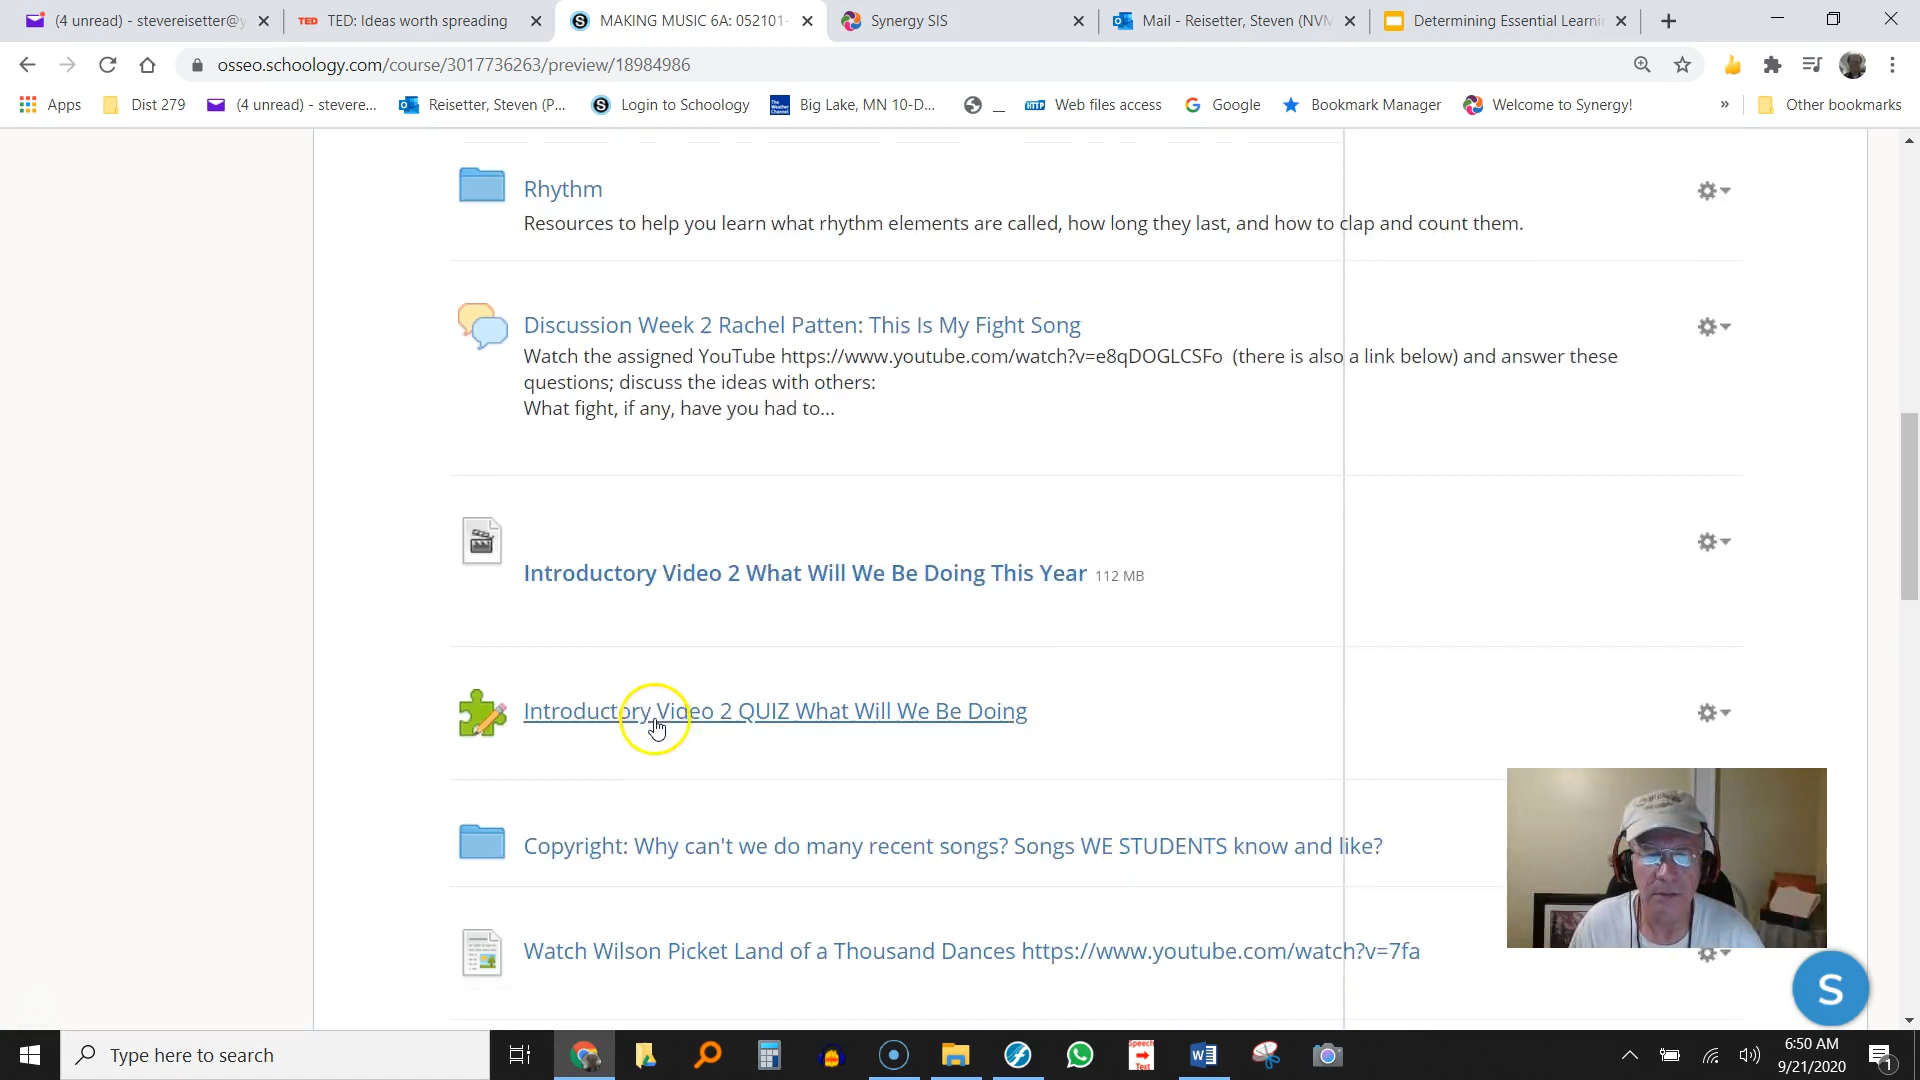 (4 unread) - stevereisetter@y
TED TED: Ideas worth spreading
S MAKING MUSIC 6A: 052101-
Synergy SIS
Mail - Reisetter, Steven (NVM
Determining Essential Learni
osseo.schoology.com/course/3017736263/preview/18984986
Apps
Dist 279
(4 unread) - stevere...
Reisetter, Steven (P...
S Login to Schoology
Big Lake, MN 10-D...
_
HTTP Web files access
G Google
Bookmark Manager
Welcome to Synergy!
»
Other bookmarks
Rhythm
Resources to help you learn what rhythm elements are called, how long they last, and how to clap and count them.
Discussion Week 2 Rachel Patten: This Is My Fight Song
Watch the assigned YouTube https://www.youtube.com/watch?v=e8qDOGLCSFo (there is also a link below) and answer these
questions; discuss the ideas with others:
What fight, if any, have you had to...
Introductory Video 2 What Will We Be Doing This Year 112 MB
Introductory Video 2 QUIZ What Will We Be Doing
Copyright: Why can't we do many recent songs? Songs WE STUDENTS know and like?
Watch Wilson Picket Land of a Thousand Dances https://www.youtube.com/watch?v=7fa
S
Type here to search
Speech
Text
W
6:50 AM
9/21/2020
1